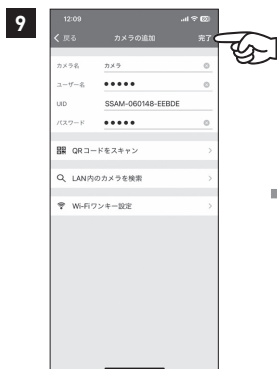 9
12:09
戻る カメラの追加 完了
カメラ名 カメラ
ユーザー名 •••••
UID SSAM-060148-EEBDE
パスワード •••••
QRコードをスキャン
LAN内のカメラを検索
Wi-Fiワンキー設定